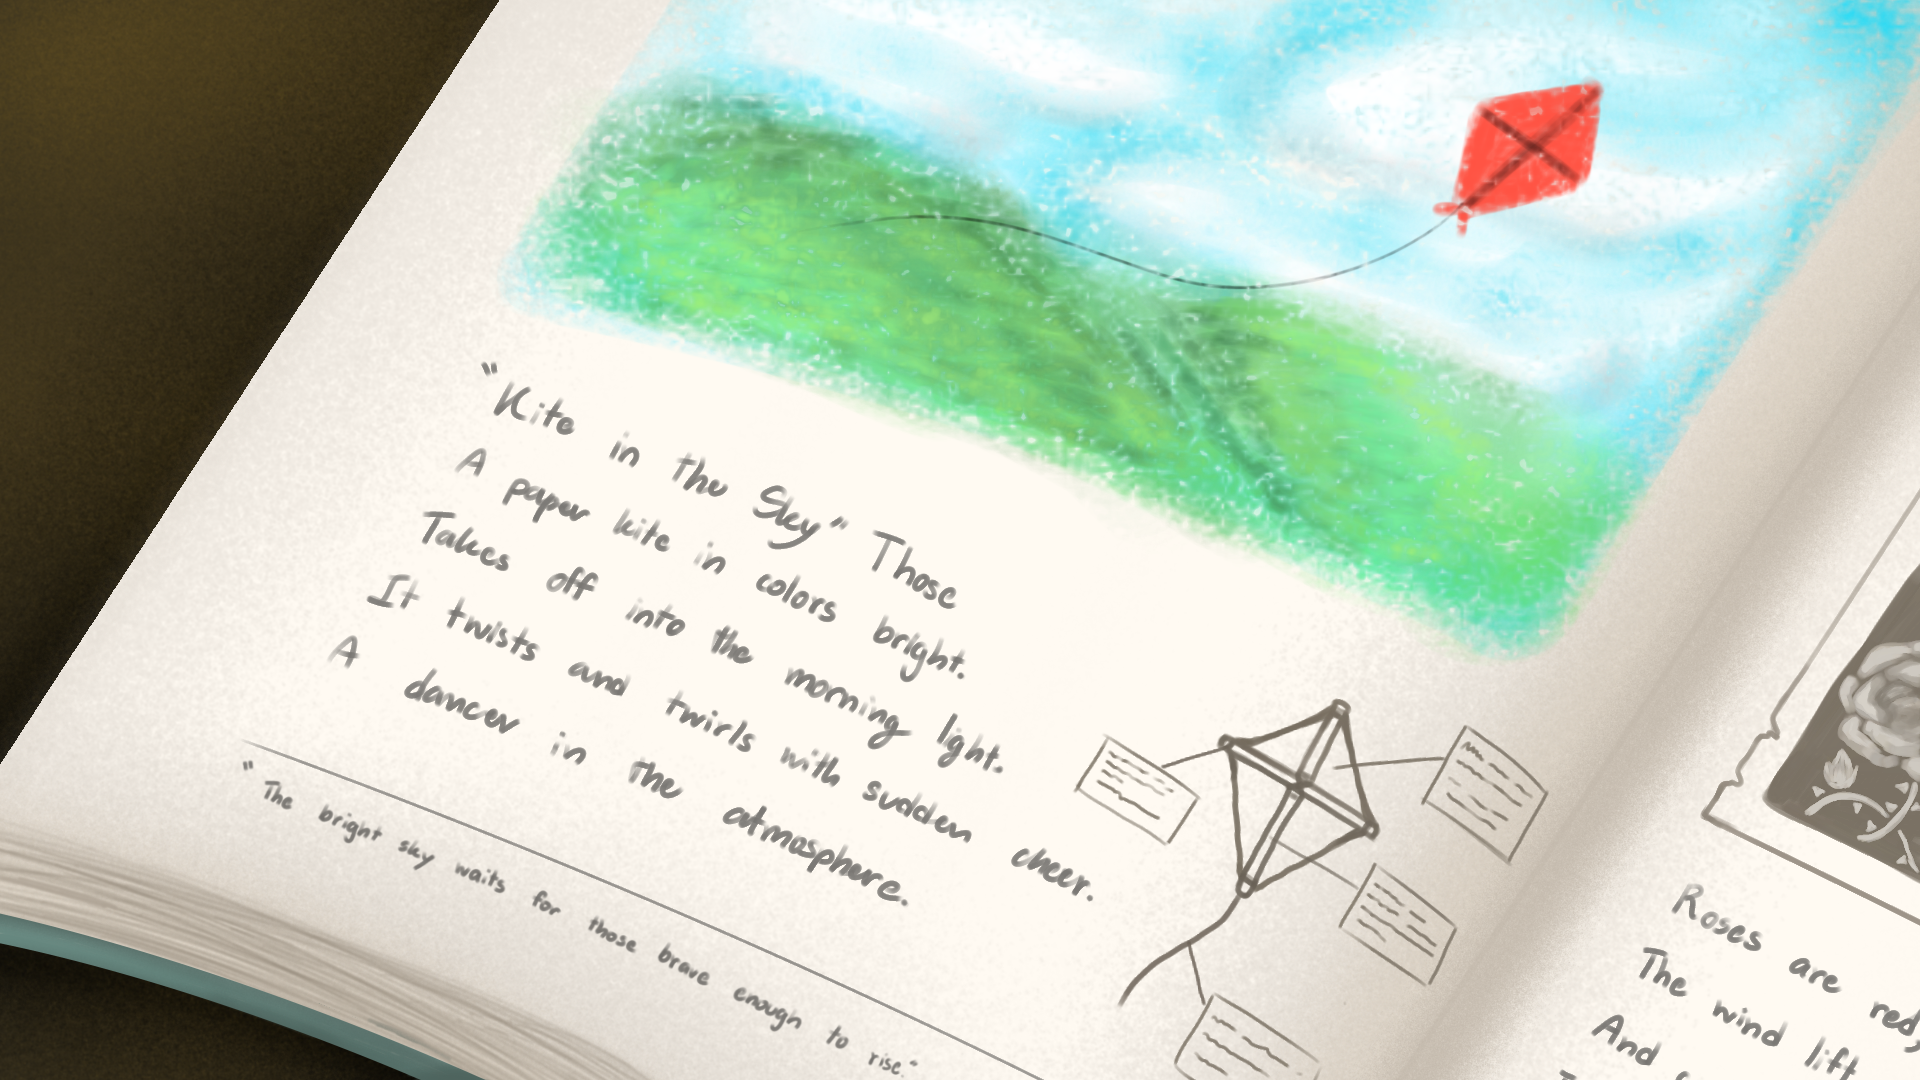 "Kite in the Sky" Those
A paper kite in colors bright.
Takes off into the morning light.
It twists and twirls with sudden cheer.
A dancer in the atmosphere.
"The bright sky waits for those brave enough to rise."
Roses are red,
The wind lift
And